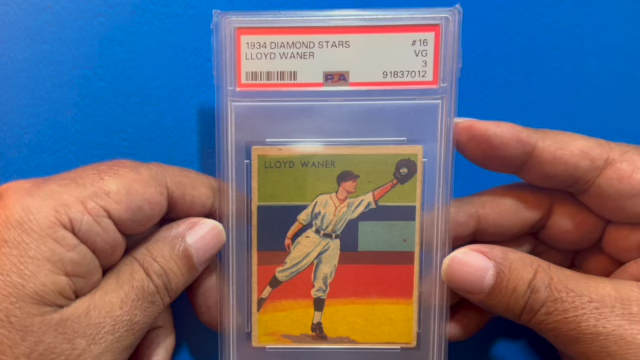 1934 DIAMOND STARS #16
LLOYD WANER VG
3
PSA 91837012
LLOYD WANER